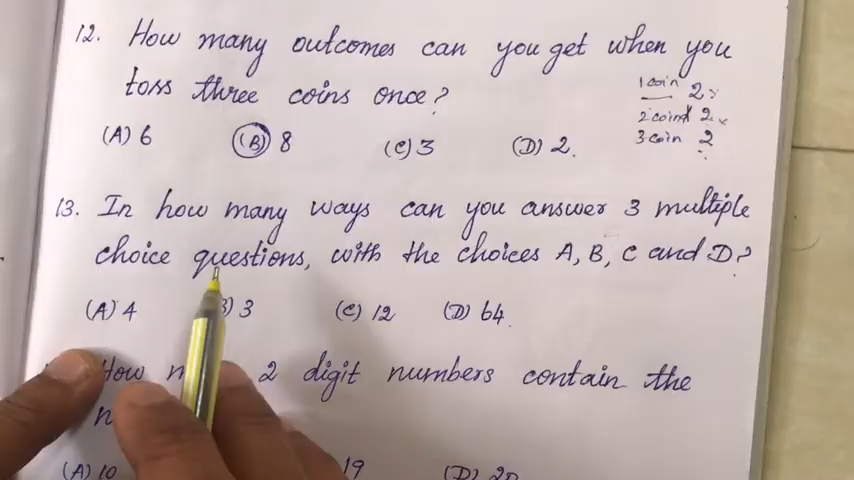 12. How many outcomes can you get when you
toss three coins once?
1 coin 2 x
2 coins 2 x
3 coin 2
(A) 6 (B) 8 (C) 3 (D) 2.
13. In how many ways can you answer 3 multiple
choice questions, with the choices A, B, C and D?
(A) 4 3 (C) 12 (D) 64.
How 2 digit numbers contain the
(A) 10 19 (D) 20